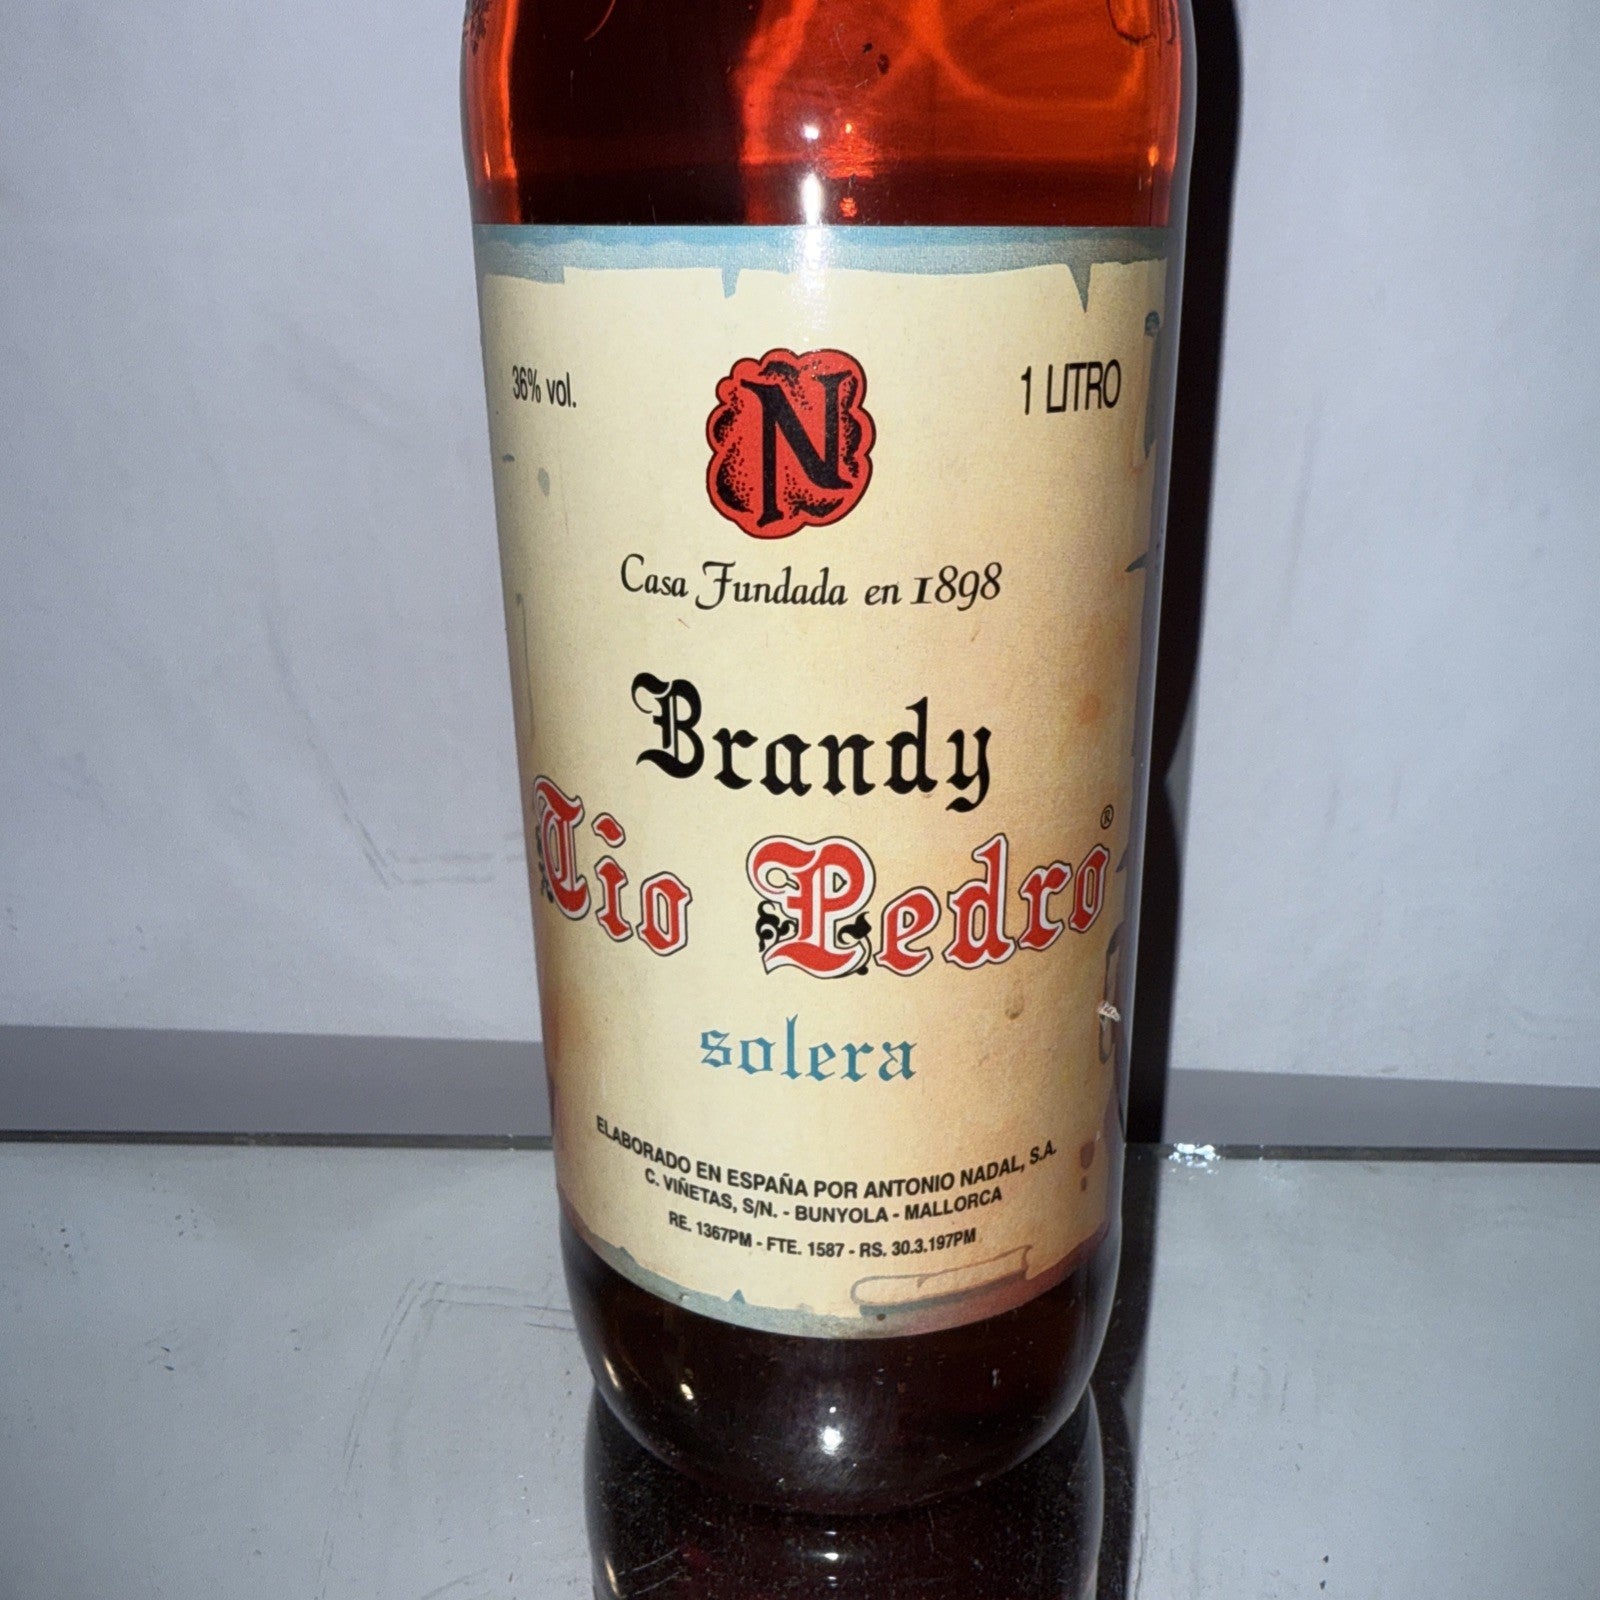 36% vol.
Ñ
1 LITRO
Casa Fundada en 1898
Brandy
Tio Pedro®
solera
ELABORADO EN ESPAÑA POR ANTONIO NADAL, S.A.
C. VIÑETAS, S/N. - BUNYOLA - MALLORCA
RE. 1367PM - FTE. 1587 - RS. 30.3.197PM